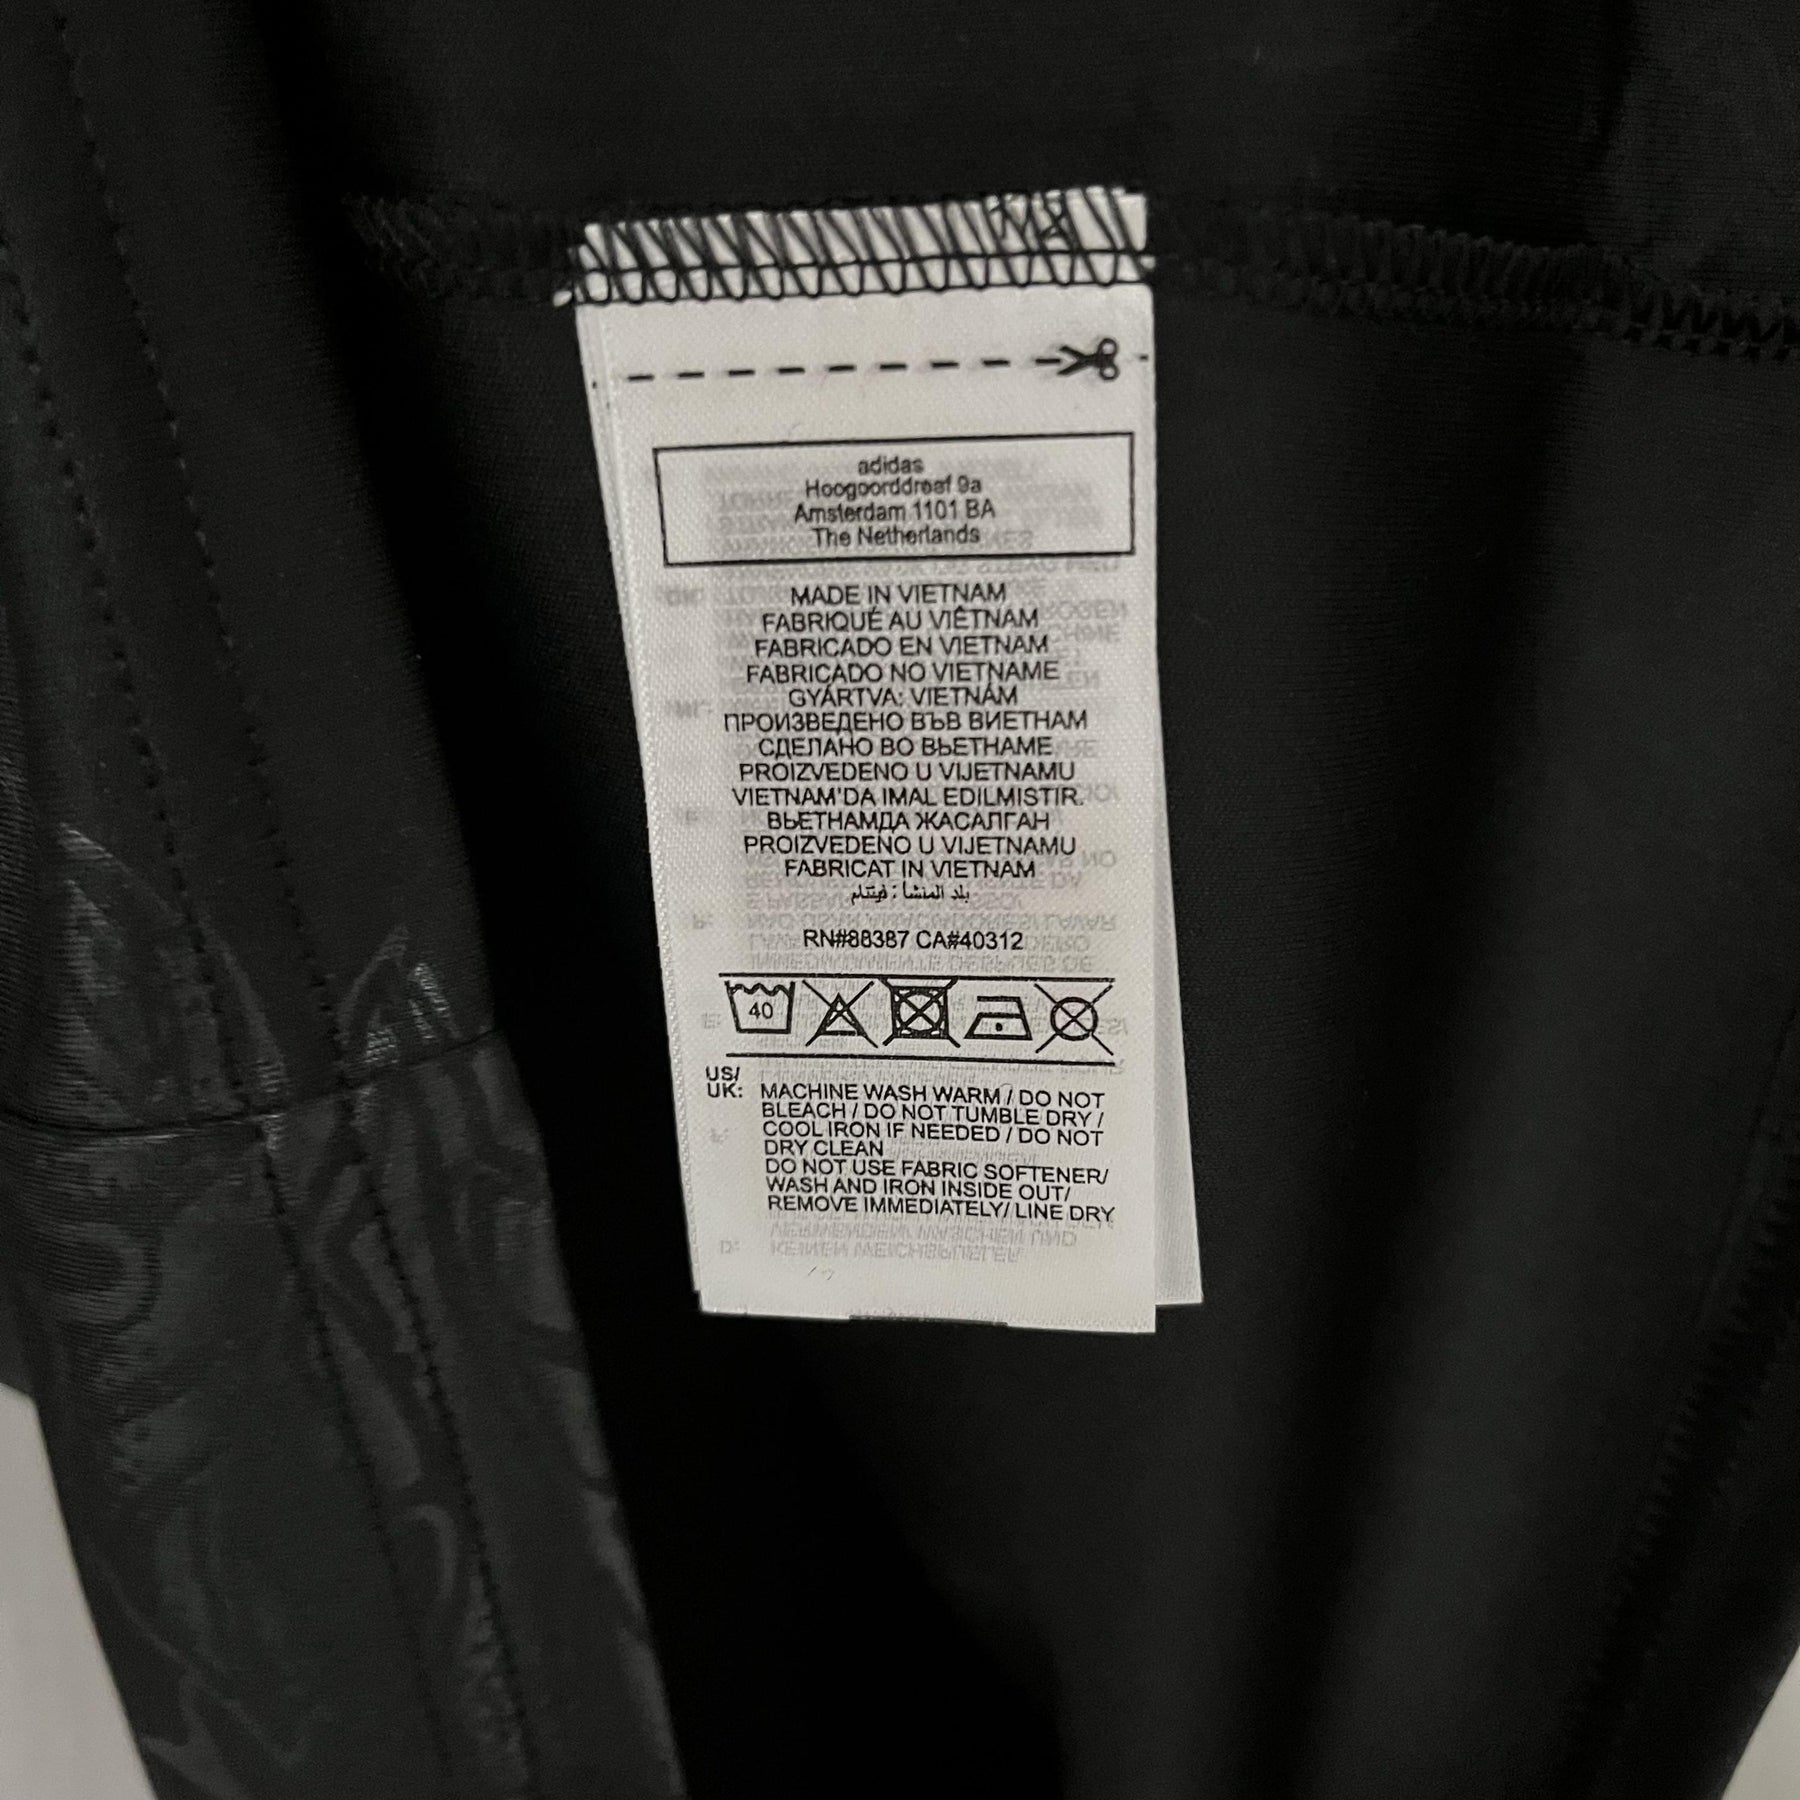 adidas
Hoogoorddreef 9a
Amsterdam 1101 BA
The Netherlands
MADE IN VIETNAM
FABRIQUÉ AU VIÊTNAM
FABRICADO EN VIETNAM
FABRICADO NO VIETNAME
GYÁRTVA: VIETNÁM
ПРОИЗВЕДЕНО ВЪВ ВИЕТНАМ
СДЕЛАНО ВО ВЬЕТНАМЕ
PROIZVEDENO U VIJETNAMU
VIETNAM'DA IMAL EDILMISTIR.
ВЬЕТНАМДА ЖАСАЛҒАН
PROIZVEDENO U VIJETNAMU
FABRICAT IN VIETNAM
بلد المنشأ : فيتنام
RN#88387 CA#40312
40
US/
UK: MACHINE WASH WARM / DO NOT
BLEACH / DO NOT TUMBLE DRY /
COOL IRON IF NEEDED / DO NOT
DRY CLEAN
DO NOT USE FABRIC SOFTENER/
WASH AND IRON INSIDE OUT/
REMOVE IMMEDIATELY/ LINE DRY